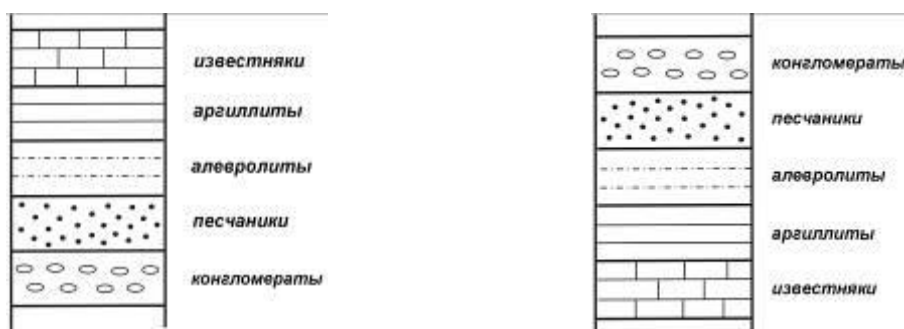 известняки
аргиллиты
алевролиты
песчаники
конгломераты
конгломераты
песчаники
алевролиты
аргиллиты
известняки